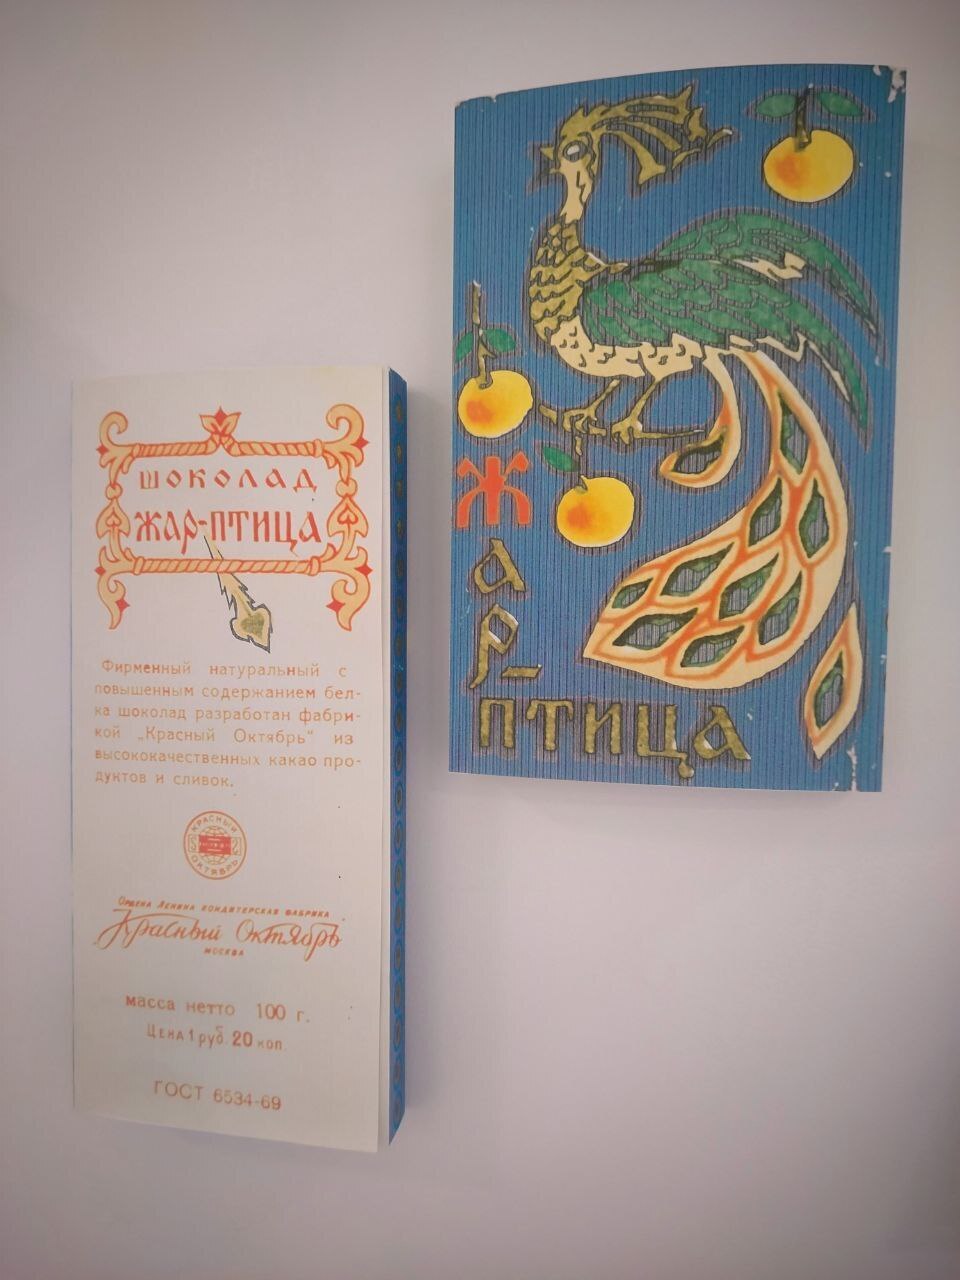 ШОКОЛАД
ЖАР-ПТИЦА
Фирменный натуральный с
повышенным содержанием бел-
ка шоколад разработан фабри-
кой „Красный Октябрь" из
высококачественных какао про-
дуктов и сливок.
КРАСНЫЙ
ОКТЯБРЬ
Ордена Ленина кондитерская фабрика
Красный Октябрь
МОСКВА
масса нетто 100 г.
Цена 1 руб. 20 коп.
ГОСТ 6534-69
Ж
а
р-
птица